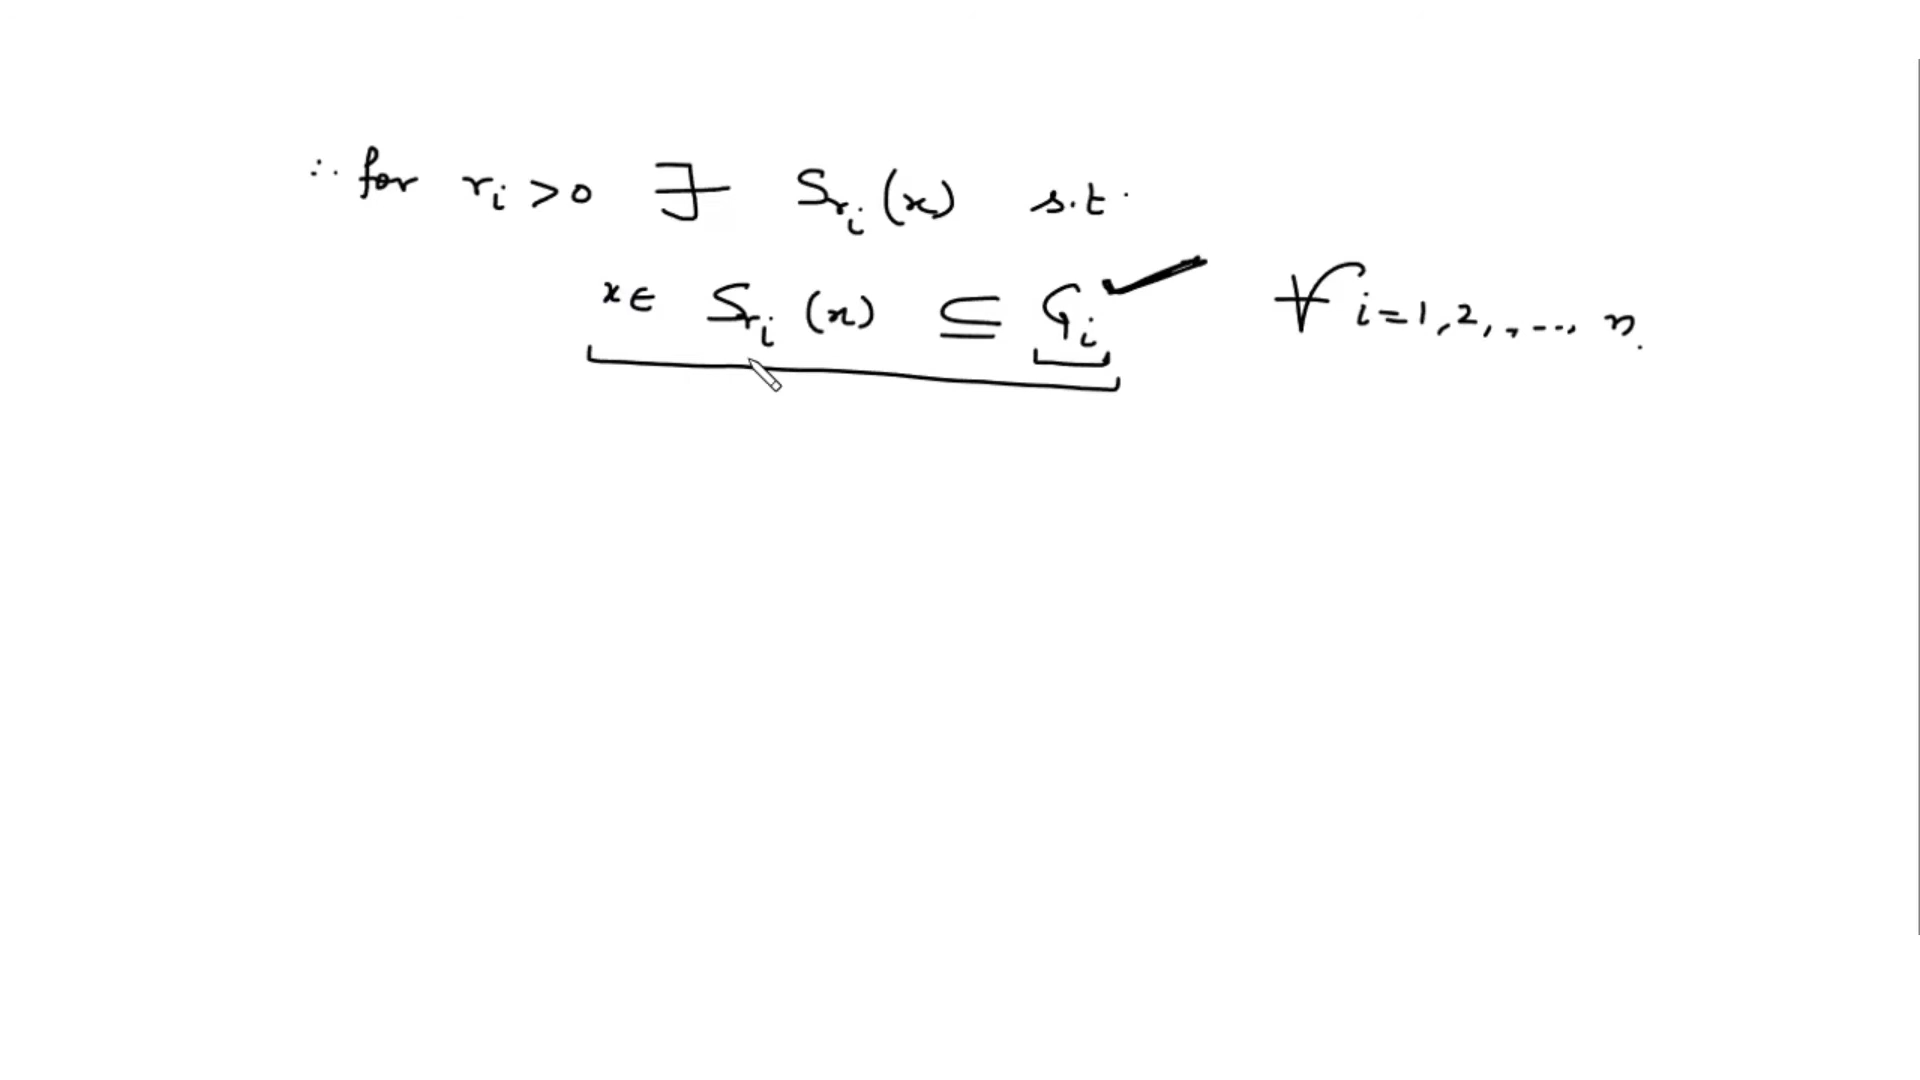 ∴ for rᵢ > 0 ∃ S_{rᵢ}(x) s.t.
x ∈ S_{rᵢ}(x) ⊆ Gᵢ ✓ ∀ i = 1, 2, , ..., n.